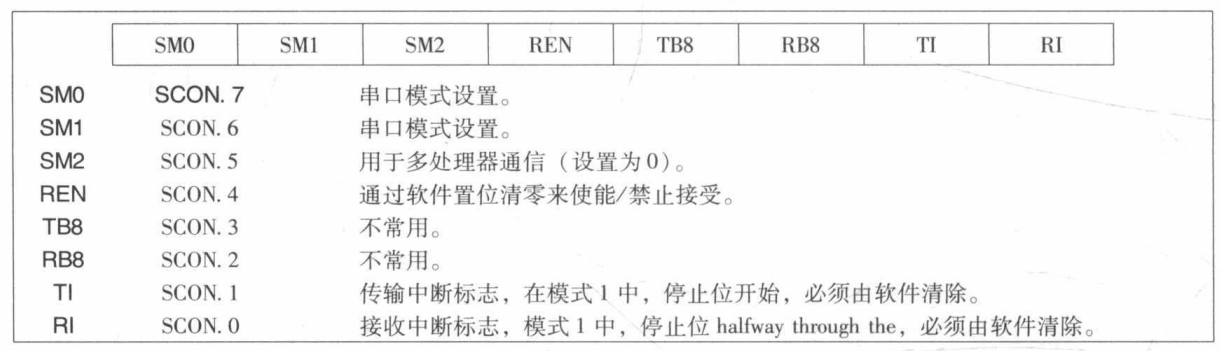 SM0 SM1 SM2 REN TB8 RB8 TI RI
SM0 SCON. 7 串口模式设置。
SM1 SCON. 6 串口模式设置。
SM2 SCON. 5 用于多处理器通信（设置为0）。
REN SCON. 4 通过软件置位清零来使能/禁止接受。
TB8 SCON. 3 不常用。
RB8 SCON. 2 不常用。
TI SCON. 1 传输中断标志，在模式1中，停止位开始，必须由软件清除。
RI SCON. 0 接收中断标志，模式1中，停止位 halfway through the，必须由软件清除。